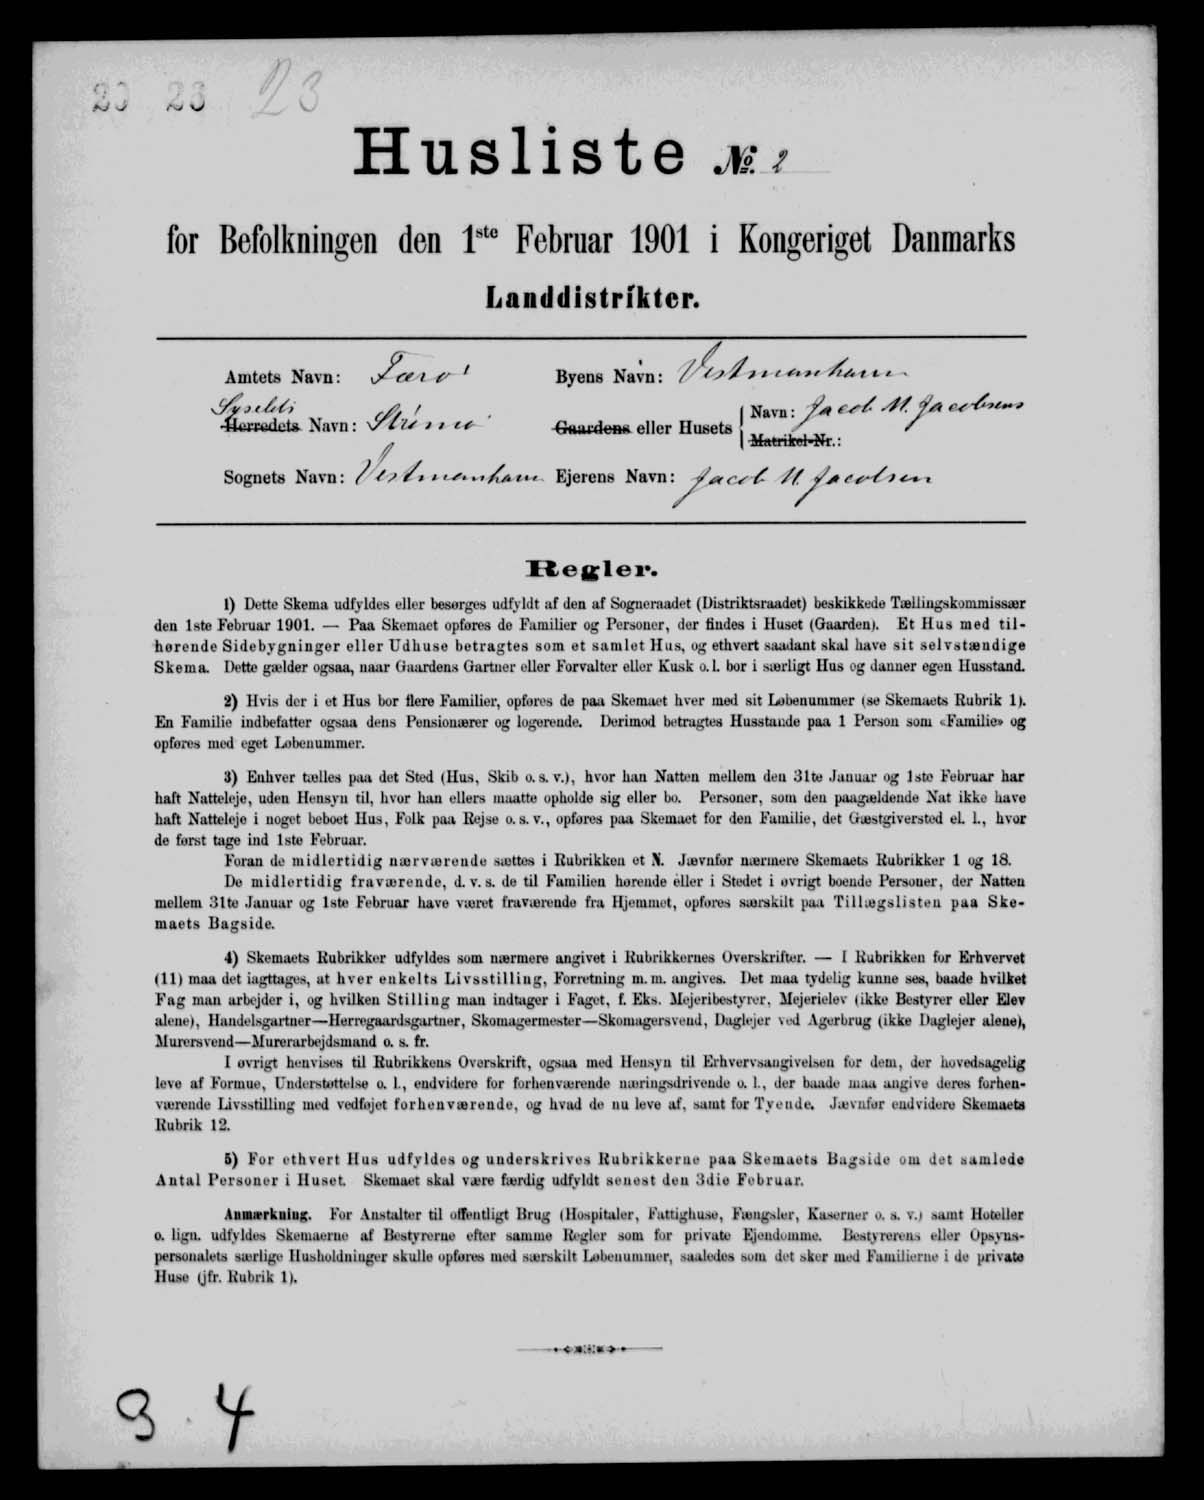 23 23 23
Husliste No. 2
for Befolkningen den 1ste Februar 1901 i Kongeriget Danmarks
Landdistrikter.
Amtets Navn: Færø Byens Navn: Vestmanhavn
Syssels
Herredets Navn: Strømø Gaardens eller Husets Navn: Jacob M. Jacobsens
Matrikel-Nr.:
Sognets Navn: Vestmanhavn Ejerens Navn: Jacob M Jacobsen
Regler.
1) Dette Skema udfyldes eller besørges udfyldt af den af Sogneraadet (Distriktsraadet) beskikkede Tællingskommissær
den 1ste Februar 1901. — Paa Skemaet opføres de Familier og Personer, der findes i Huset (Gaarden). Et Hus med til-
hørende Sidebygninger eller Udhuse betragtes som et samlet Hus, og ethvert saadant skal have sit selvstændige
Skema. Dette gælder ogsaa, naar Gaardens Gartner eller Forvalter eller Kusk o. l. bor i særligt Hus og danner egen Husstand.
2) Hvis der i et Hus bor flere Familier, opføres de paa Skemaet hver med sit Løbenummer (se Skemaets Rubrik 1).
En Familie indbefatter ogsaa dens Pensionærer og logerende. Derimod betragtes Husstande paa 1 Person som «Familie» og
opføres med eget Løbenummer.
3) Enhver tælles paa det Sted (Hus, Skib o. s. v.), hvor han Natten mellem den 31te Januar og 1ste Februar har
haft Natteleje, uden Hensyn til, hvor han ellers maatte opholde sig eller bo. Personer, som den paagældende Nat ikke have
haft Natteleje i noget beboet Hus, Folk paa Rejse o. s. v., opføres paa Skemaet for den Familie, det Gæstgiversted el. l., hvor
de først tage ind 1ste Februar.
Foran de midlertidig nærværende sættes i Rubrikken et N. Jævnfør nærmere Skemaets Rubrikker 1 og 18.
De midlertidig fraværende, d. v. s. de til Familien hørende eller i Stedet i øvrigt boende Personer, der Natten
mellem 31te Januar og 1ste Februar have været fraværende fra Hjemmet, opføres særskilt paa Tillægslisten paa Ske-
maets Bagside.
4) Skemaets Rubrikker udfyldes som nærmere angivet i Rubrikkernes Overskrifter. — I Rubrikken for Erhvervet
(11) maa det iagttages, at hver enkelts Livsstilling, Forretning m. m. angives. Det maa tydelig kunne ses, baade hvilket
Fag man arbejder i, og hvilken Stilling man indtager i Faget, f. Eks. Mejeribestyrer, Mejerielev (ikke Bestyrer eller Elev
alene), Handelsgartner—Herregaardsgartner, Skomagermester—Skomagersvend, Daglejer ved Agerbrug (ikke Daglejer alene),
Murersvend—Murerarbejdsmand o. s. fr.
I øvrigt henvises til Rubrikkens Overskrift, ogsaa med Hensyn til Erhvervsangivelsen for dem, der hovedsagelig
leve af Formue, Understøttelse o. l., endvidere for forhenværende næringsdrivende o. l., der baade maa angive deres forhen-
værende Livsstilling med vedføjet forhenværende, og hvad de nu leve af, samt for Tyende. Jævnfør endvidere Skemaets
Rubrik 12.
5) For ethvert Hus udfyldes og underskrives Rubrikkerne paa Skemaets Bagside om det samlede
Antal Personer i Huset. Skemaet skal være færdig udfyldt senest den 3die Februar.
Anmærkning. For Anstalter til offentligt Brug (Hospitaler, Fattighuse, Fængsler, Kaserner o. s. v.) samt Hoteller
o. lign. udfyldes Skemaerne af Bestyrerne efter samme Regler som for private Ejendomme. Bestyrerens eller Opsyns-
personalets særlige Husholdninger skulle opføres med særskilt Løbenummer, saaledes som det sker med Familierne i de private
Huse (jfr. Rubrik 1).
3 4